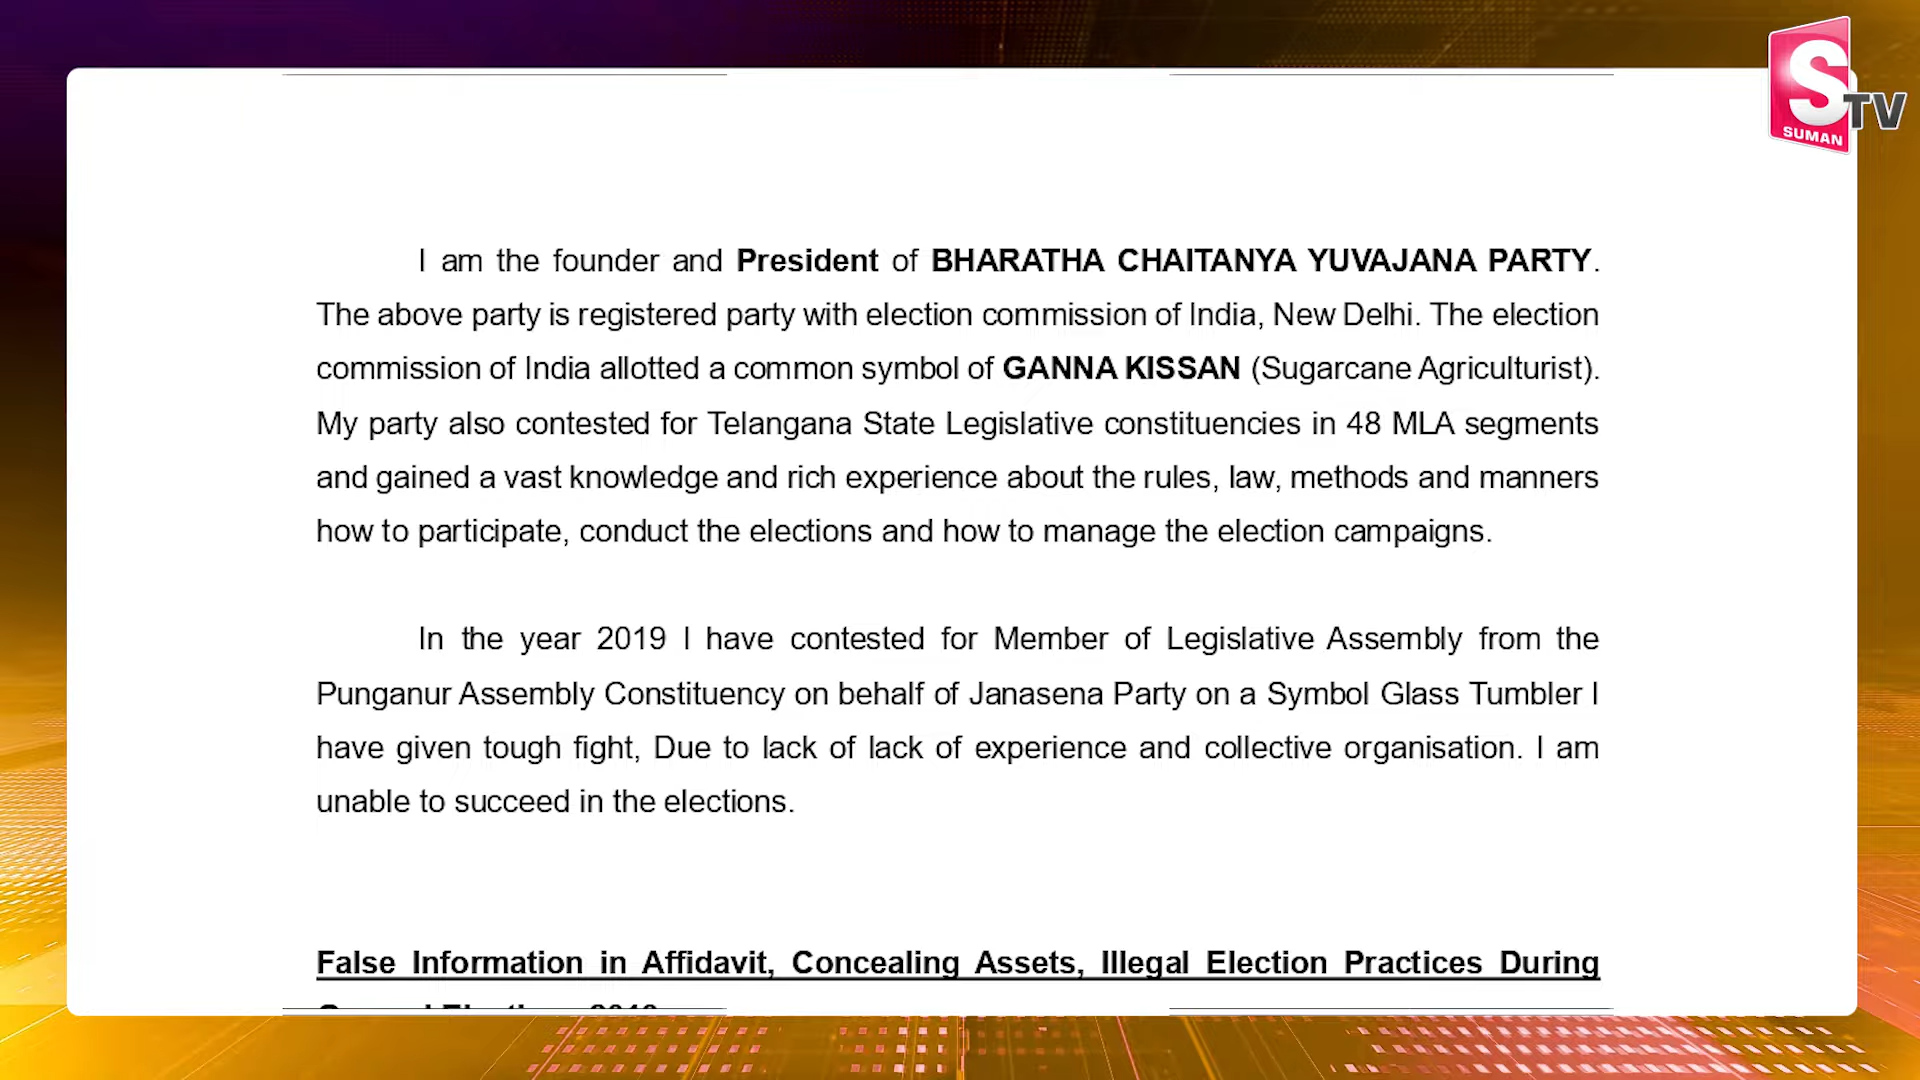 S
TV
SUMAN
I am the founder and President of BHARATHA CHAITANYA YUVAJANA PARTY.
The above party is registered party with election commission of India, New Delhi. The election
commission of India allotted a common symbol of GANNA KISSAN (Sugarcane Agriculturist).
My party also contested for Telangana State Legislative constituencies in 48 MLA segments
and gained a vast knowledge and rich experience about the rules, law, methods and manners
how to participate, conduct the elections and how to manage the election campaigns.
In the year 2019 I have contested for Member of Legislative Assembly from the
Punganur Assembly Constituency on behalf of Janasena Party on a Symbol Glass Tumbler I
have given tough fight, Due to lack of lack of experience and collective organisation. I am
unable to succeed in the elections.
False Information in Affidavit, Concealing Assets, Illegal Election Practices During